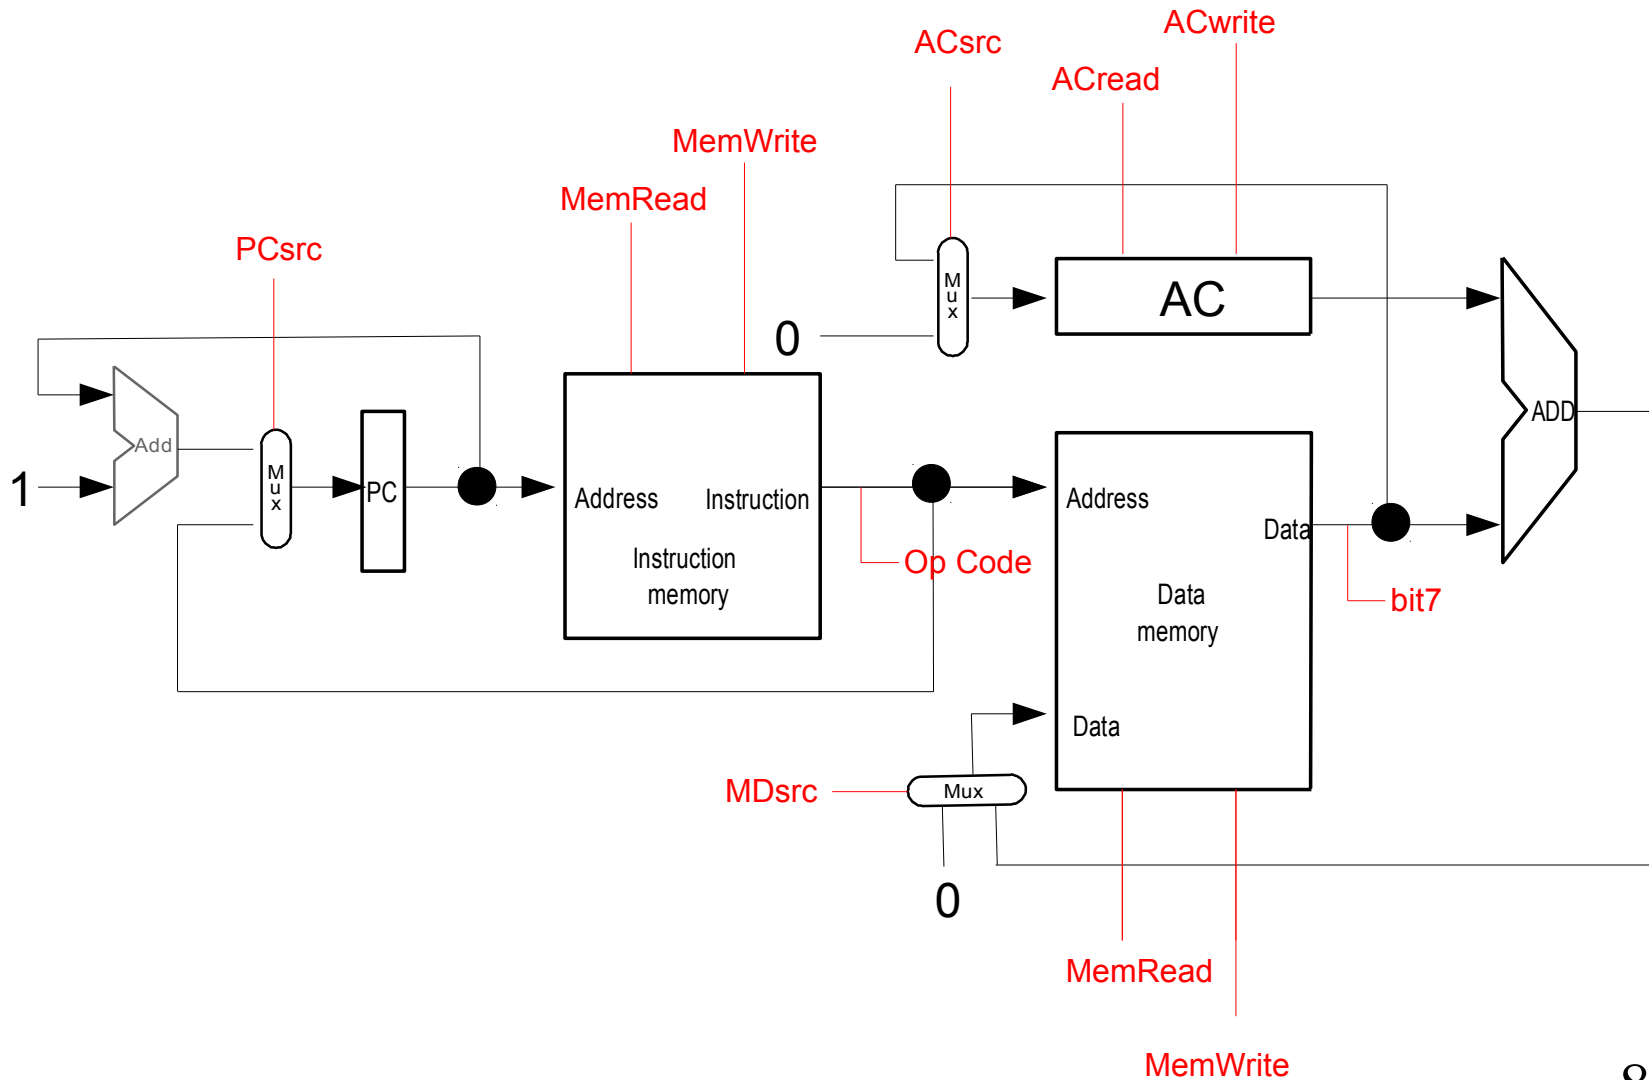 ACwrite
ACsrc
ACread
MemWrite
MemRead
PCsrc
M
u
x
AC
0
ADD
Add
M
u
x
1
PC
Address
Instruction
Instruction
memory
Op Code
Address
Data
Data
memory
bit7
Data
MDsrc
Mux
0
MemRead
MemWrite